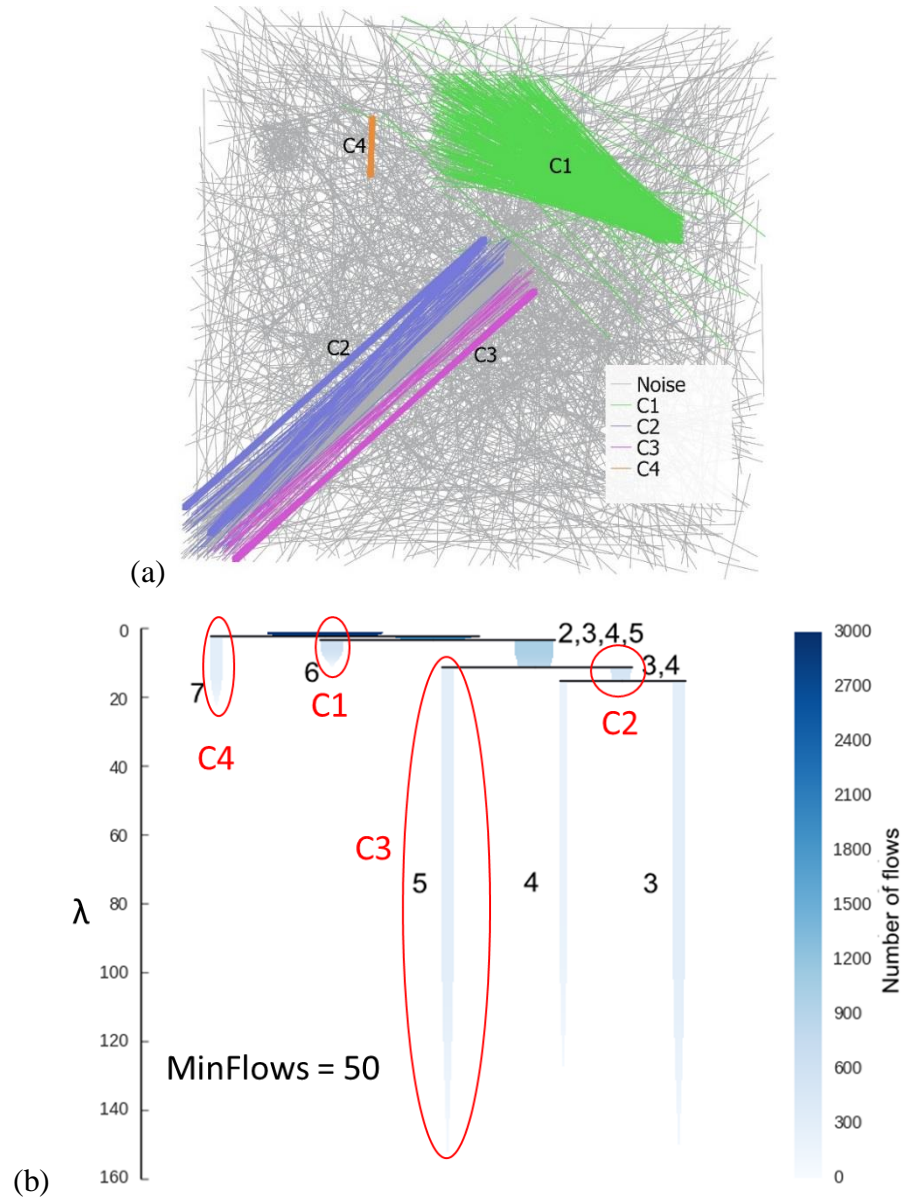 C4
C1
C2
C3
Noise
C1
C2
C3
C4
(a)
0
20
40
60
80
100
120
140
160
λ
2,3,4,5
3,4
7
6
C1
C2
C4
C3
5
4
3
MinFlows = 50
3000
2700
2400
2100
1800
1500
1200
900
600
300
0
Number of flows
(b)